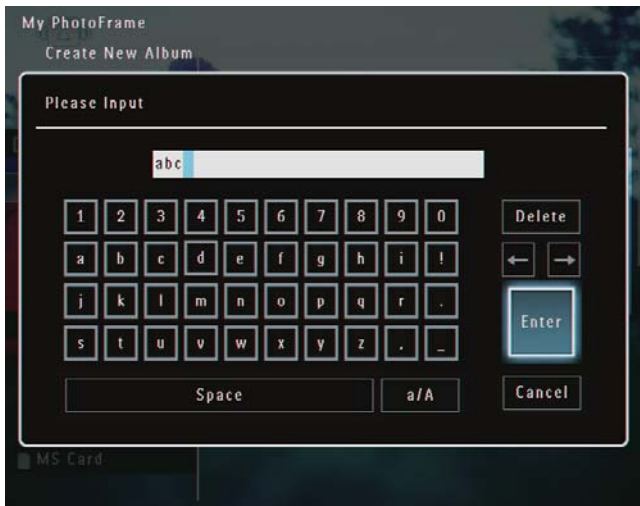 My PhotoFrame
Create New Album
Please Input
abc
1 2 3 4 5 6 7 8 9 0 Delete
a b c d e f g h i ! ← →
j k l m n o p q r . Enter
s t u v w x y z . _
Space a/A Cancel
MS Card